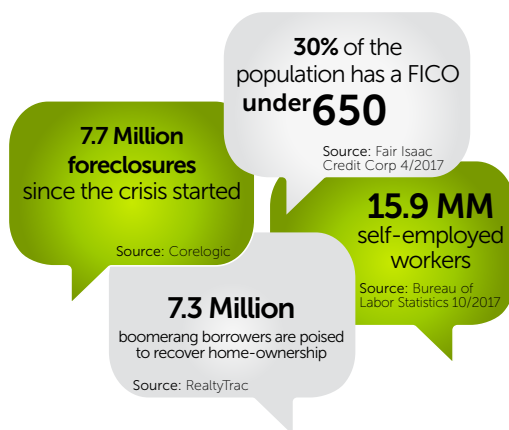 30% of the
population has a FICO
under 650
Source: Fair Isaac
Credit Corp 4/2017
7.7 Million
foreclosures
since the crisis started
Source: Corelogic
15.9 MM
self-employed
workers
Source: Bureau of
Labor Statistics 10/2017
7.3 Million
boomerang borrowers are poised
to recover home-ownership
Source: RealtyTrac